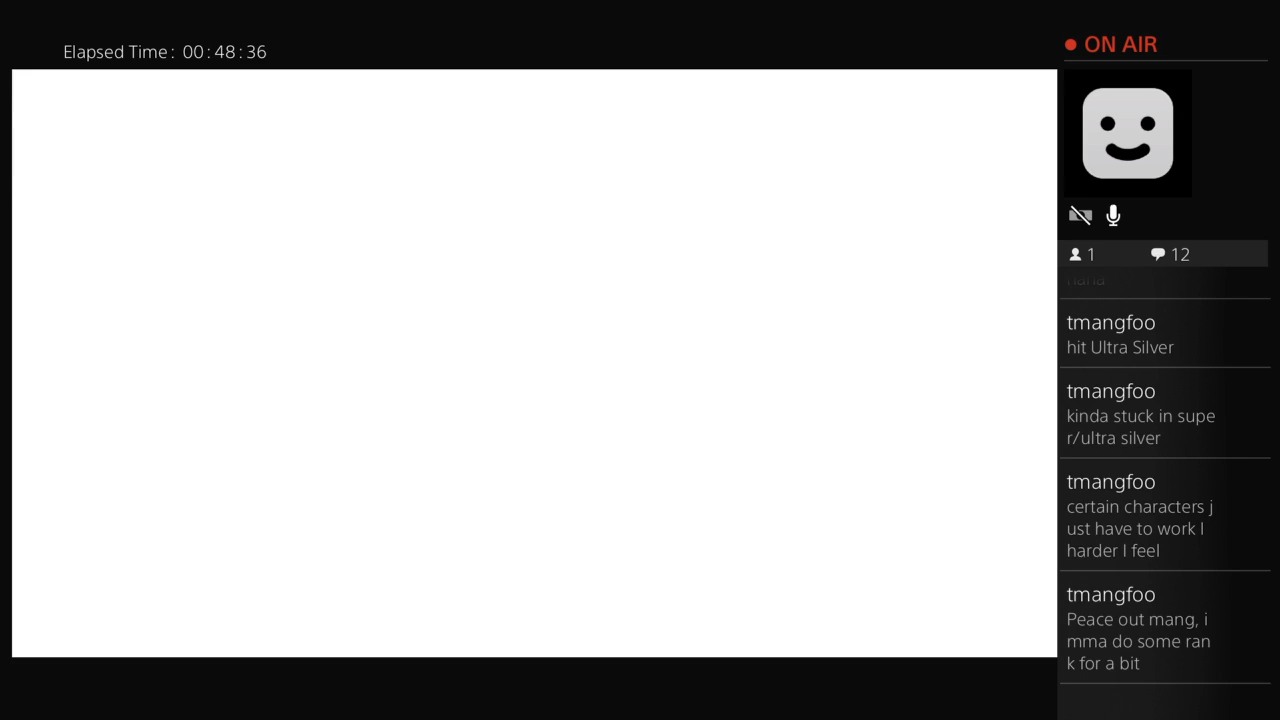 Elapsed Time: 00:48:36
ON AIR
1
12
haha
tmangfoo
hit Ultra Silver
tmangfoo
kinda stuck in supe
r/ultra silver
tmangfoo
certain characters j
ust have to work l
harder I feel
tmangfoo
Peace out mang, i
mma do some ran
k for a bit